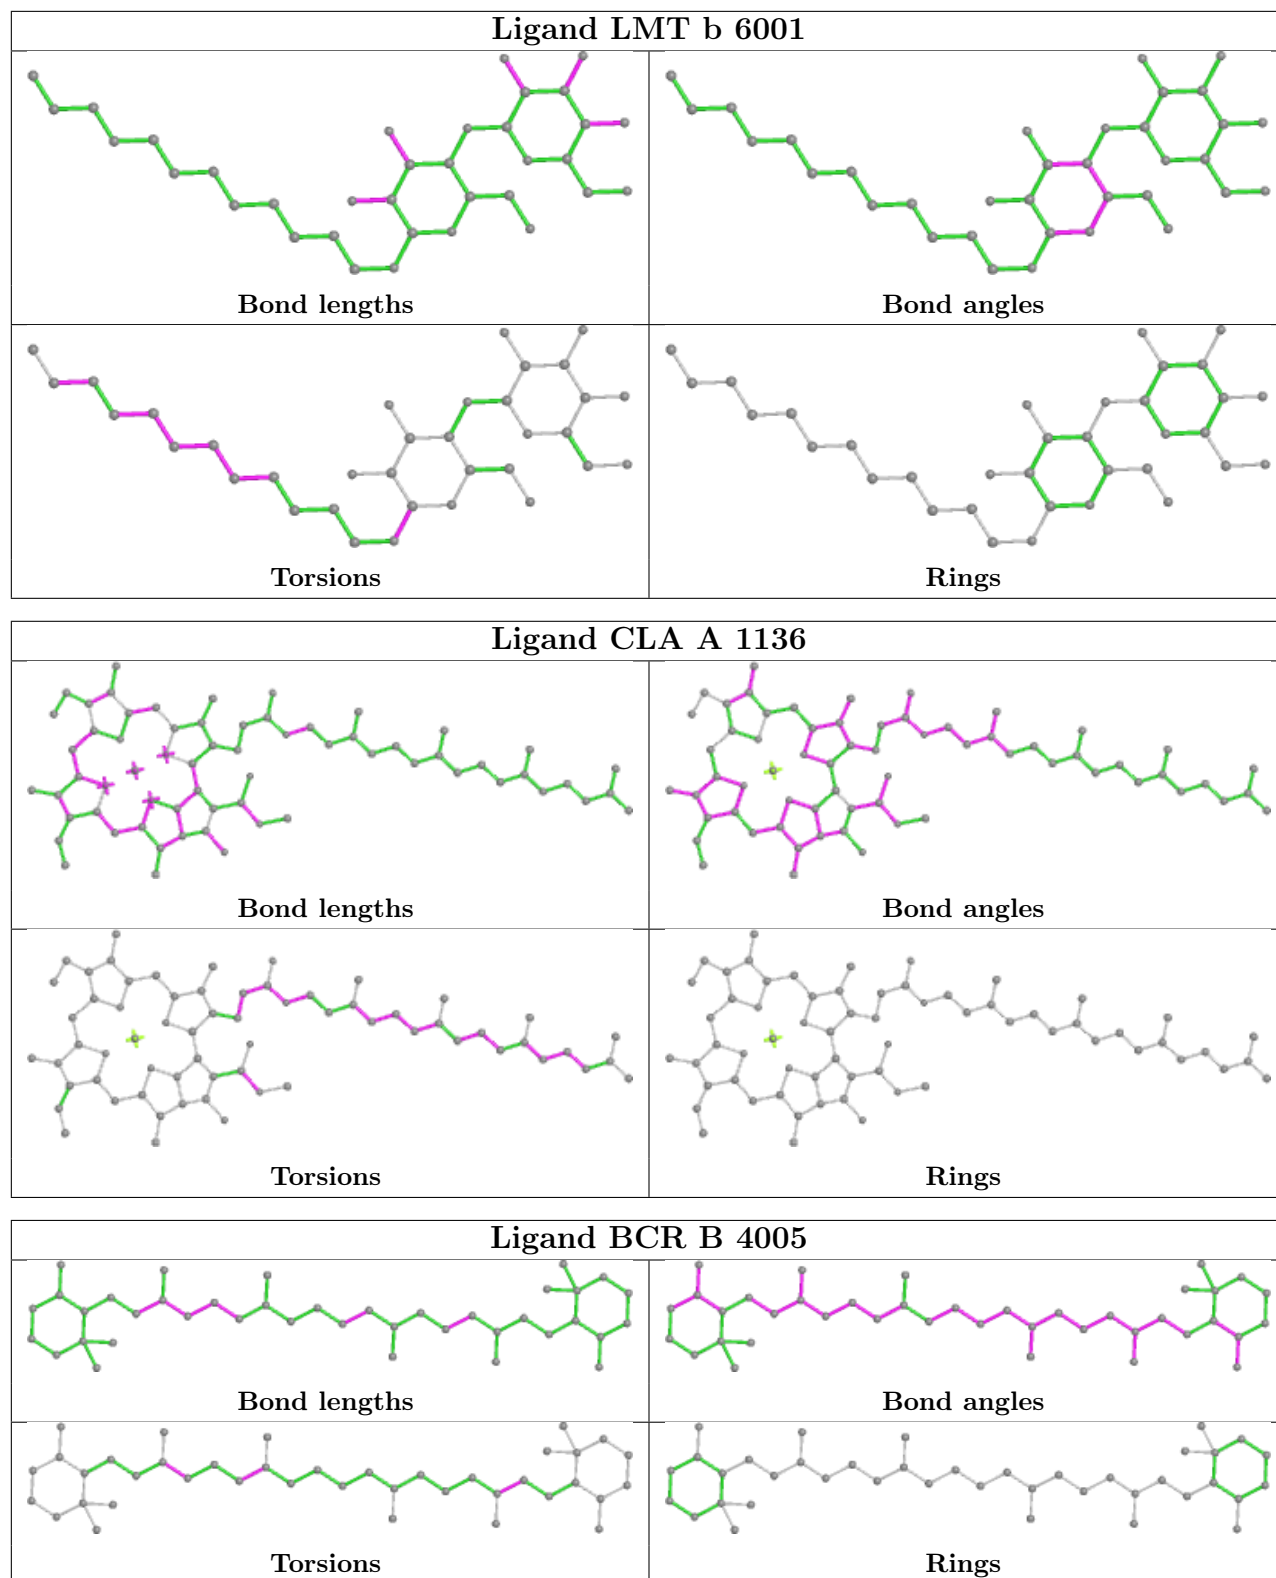 Ligand LMT b 6001
Bond lengths
Bond angles
Torsions
Rings
Ligand CLA A 1136
Bond lengths
Bond angles
Torsions
Rings
Ligand BCR B 4005
Bond lengths
Bond angles
Torsions
Rings